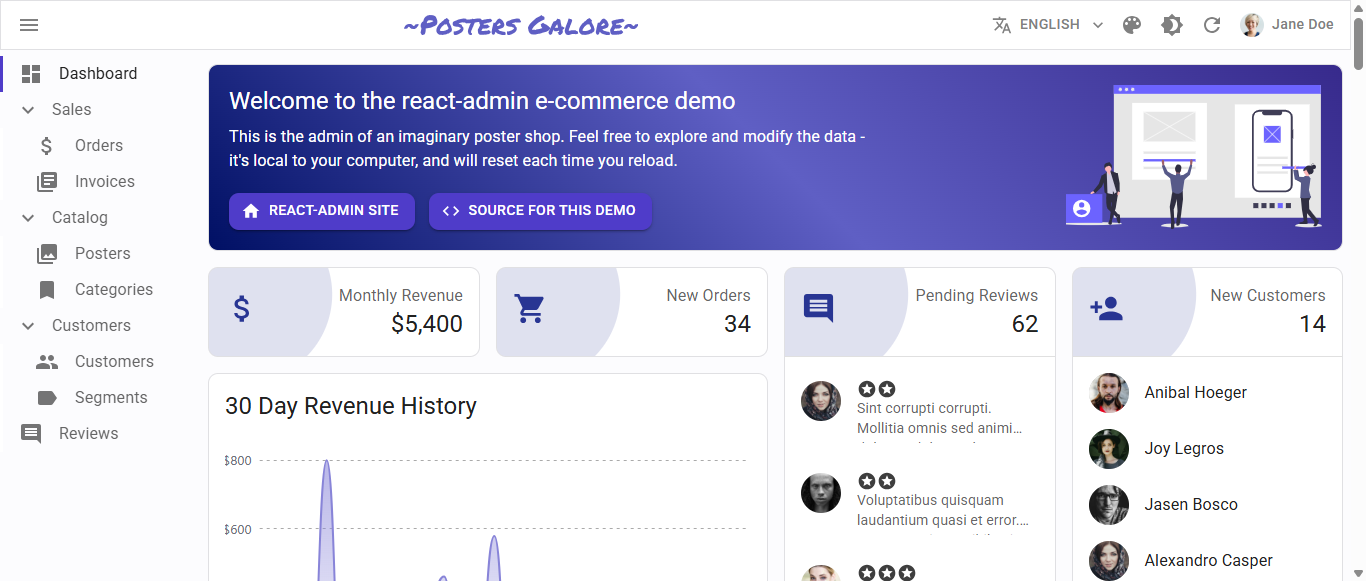 ~Posters Galore~
ENGLISH
Jane Doe
Dashboard
Sales
Orders
Invoices
Catalog
Posters
Categories
Customers
Customers
Segments
Reviews
Welcome to the react-admin e-commerce demo
This is the admin of an imaginary poster shop. Feel free to explore and modify the data -
it's local to your computer, and will reset each time you reload.
REACT-ADMIN SITE
SOURCE FOR THIS DEMO
Monthly Revenue
$5,400
New Orders
34
Pending Reviews
62
New Customers
14
30 Day Revenue History
$800
$600
Sint corrupti corrupti.
Mollitia omnis sed animi…
Voluptatibus quisquam
laudantium quasi et error.…
Anibal Hoeger
Joy Legros
Jasen Bosco
Alexandro Casper